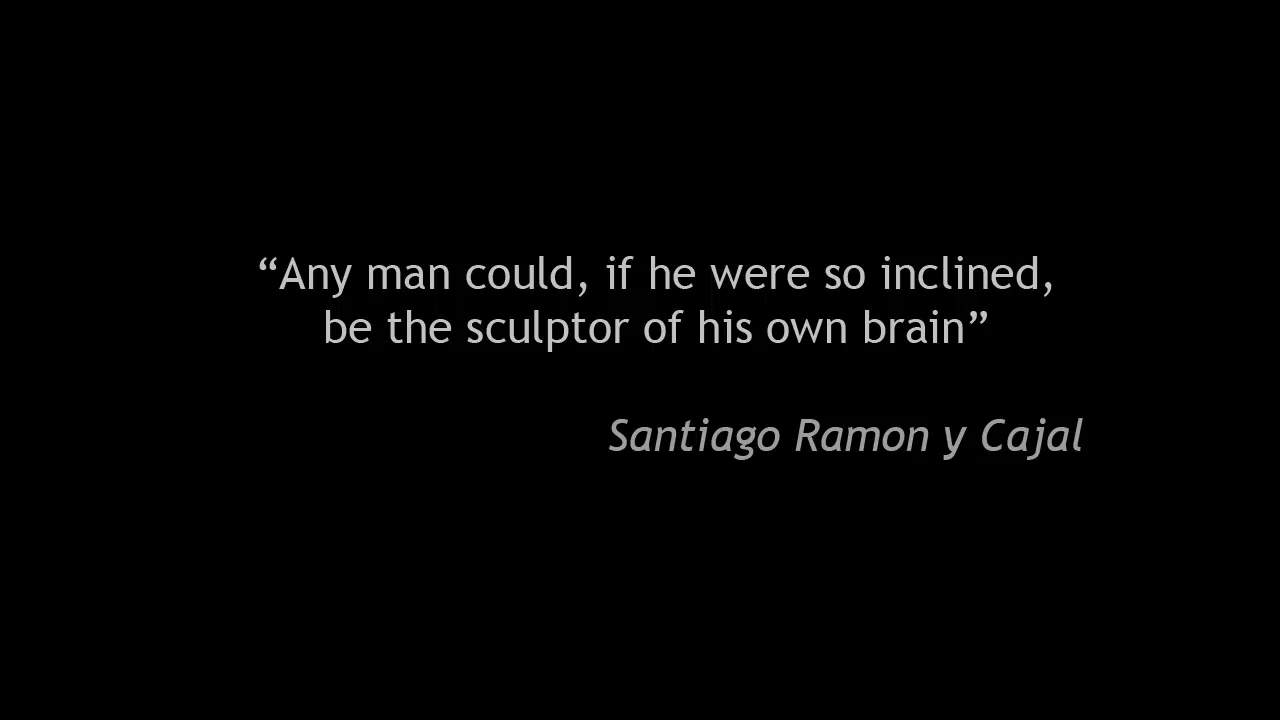 “Any man could, if he were so inclined,
be the sculptor of his own brain”
Santiago Ramon y Cajal